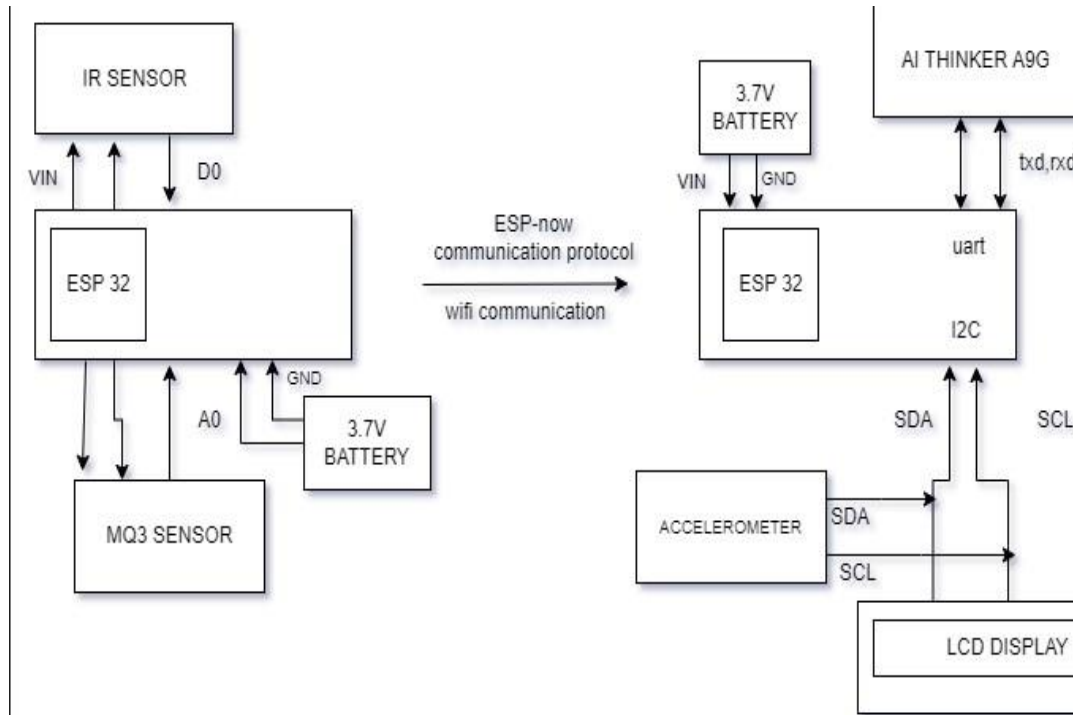 IR SENSOR
VIN
D0
ESP 32
A0
GND
3.7V
BATTERY
MQ3 SENSOR
ESP-now
communication protocol
wifi communication
AI THINKER A9G
3.7V
BATTERY
VIN
GND
txd,rxd
uart
ESP 32
I2C
SDA
SCL
ACCELEROMETER
SDA
SCL
LCD DISPLAY